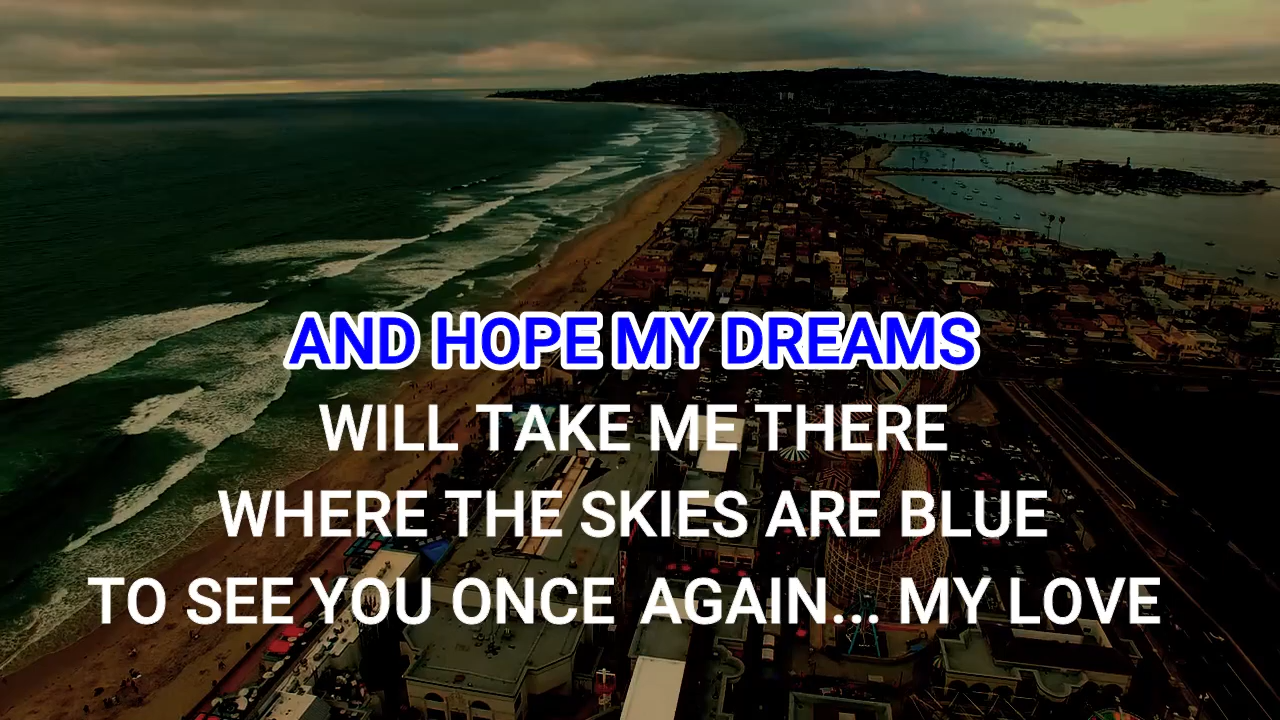 AND HOPE MY DREAMS
WILL TAKE ME THERE
WHERE THE SKIES ARE BLUE
TO SEE YOU ONCE AGAIN... MY LOVE